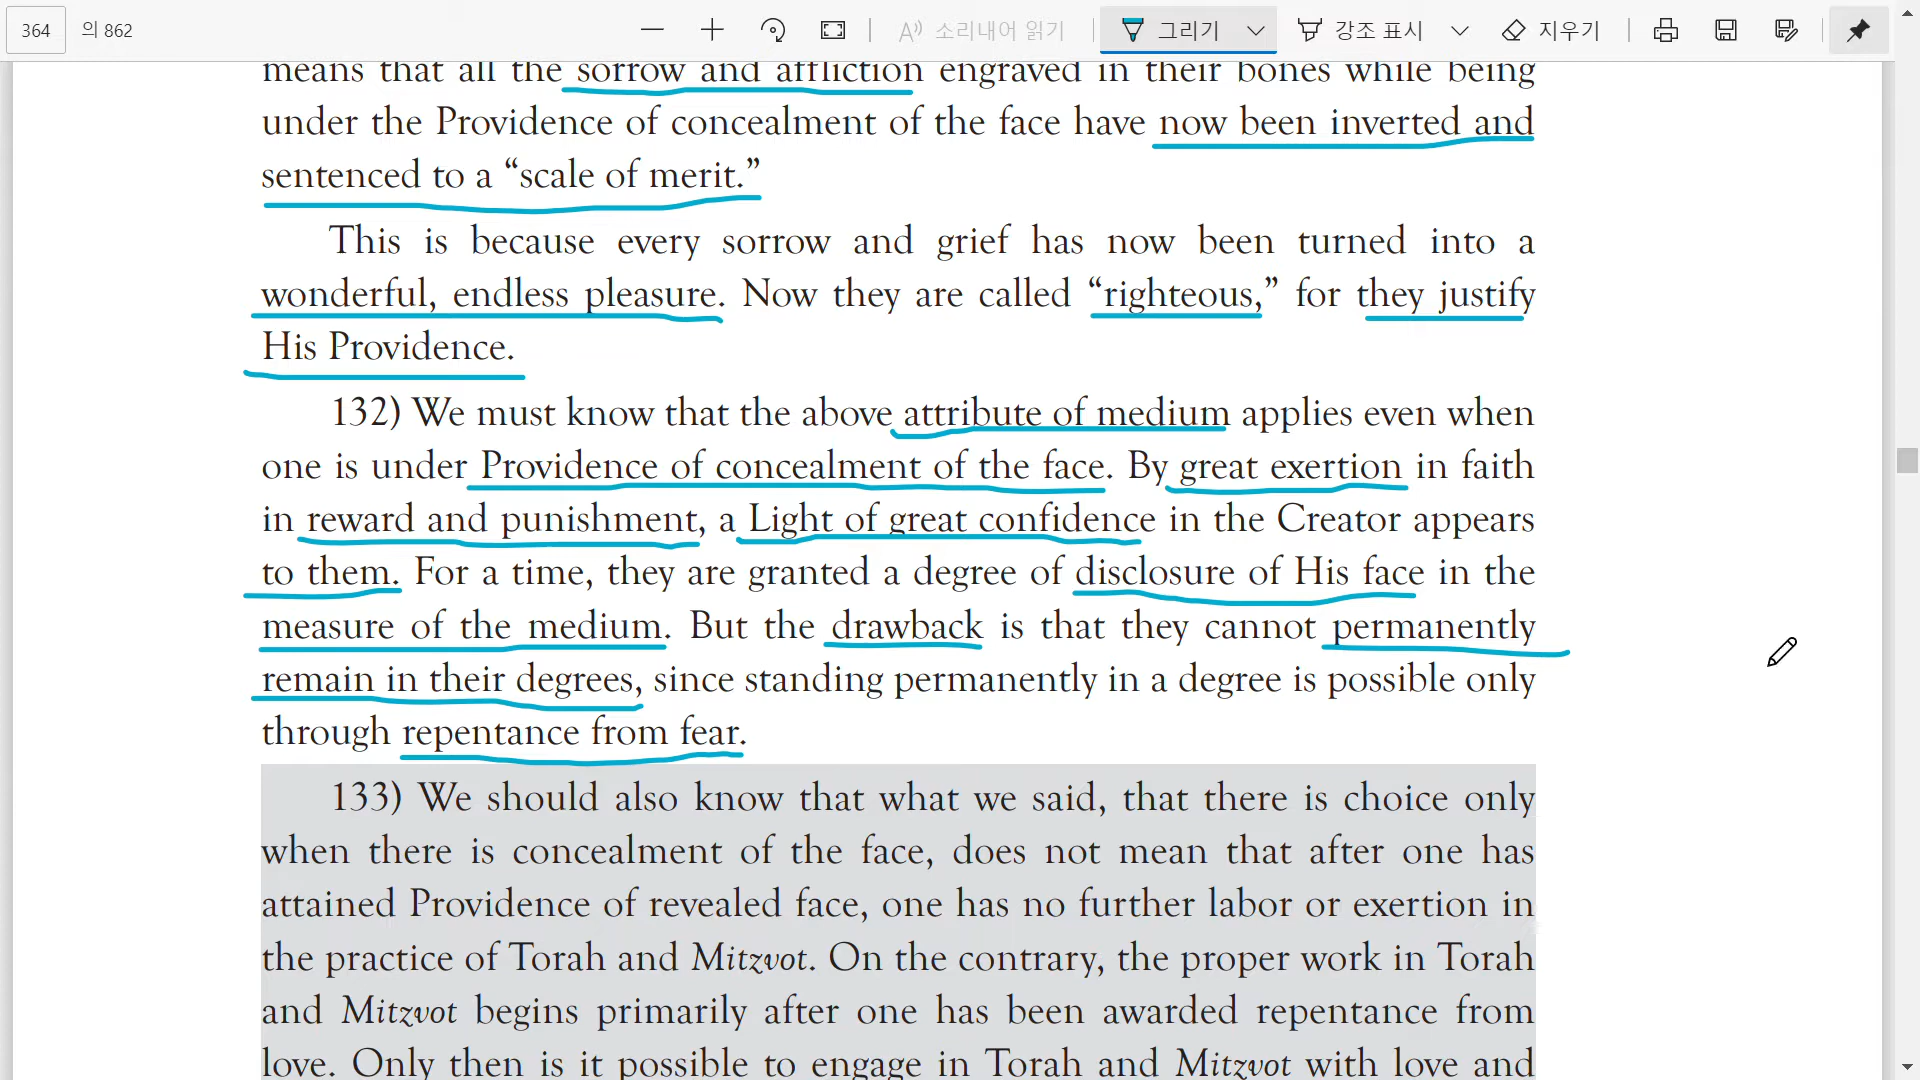 364 의 862 소리내어 읽기 그리기 강조 표시 지우기
means that all the sorrow and affliction engraved in their bones while being
under the Providence of concealment of the face have now been inverted and
sentenced to a “scale of merit.”
This is because every sorrow and grief has now been turned into a
wonderful, endless pleasure. Now they are called “righteous,” for they justify
His Providence.
132) We must know that the above attribute of medium applies even when
one is under Providence of concealment of the face. By great exertion in faith
in reward and punishment, a Light of great confidence in the Creator appears
to them. For a time, they are granted a degree of disclosure of His face in the
measure of the medium. But the drawback is that they cannot permanently
remain in their degrees, since standing permanently in a degree is possible only
through repentance from fear.
133) We should also know that what we said, that there is choice only
when there is concealment of the face, does not mean that after one has
attained Providence of revealed face, one has no further labor or exertion in
the practice of Torah and Mitzvot. On the contrary, the proper work in Torah
and Mitzvot begins primarily after one has been awarded repentance from
love. Only then is it possible to engage in Torah and Mitzvot with love and